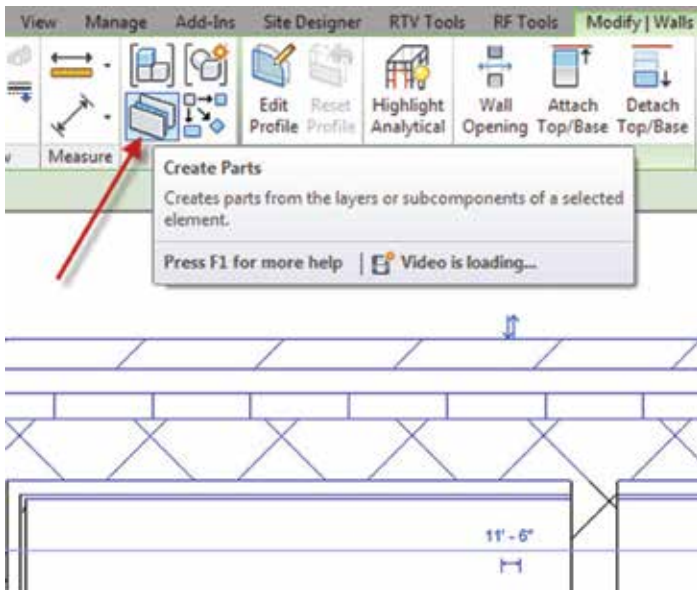 View Manage Add-Ins Site Designer RTV Tools RF Tools Modify | Walls
Edit Profile
Reset Profile
Highlight Analytical
Wall Opening
Attach Top/Base
Detach Top/Base
Measure
Create Parts
Creates parts from the layers or subcomponents of a selected
element.
Press F1 for more help | Video is loading...
11' - 6"